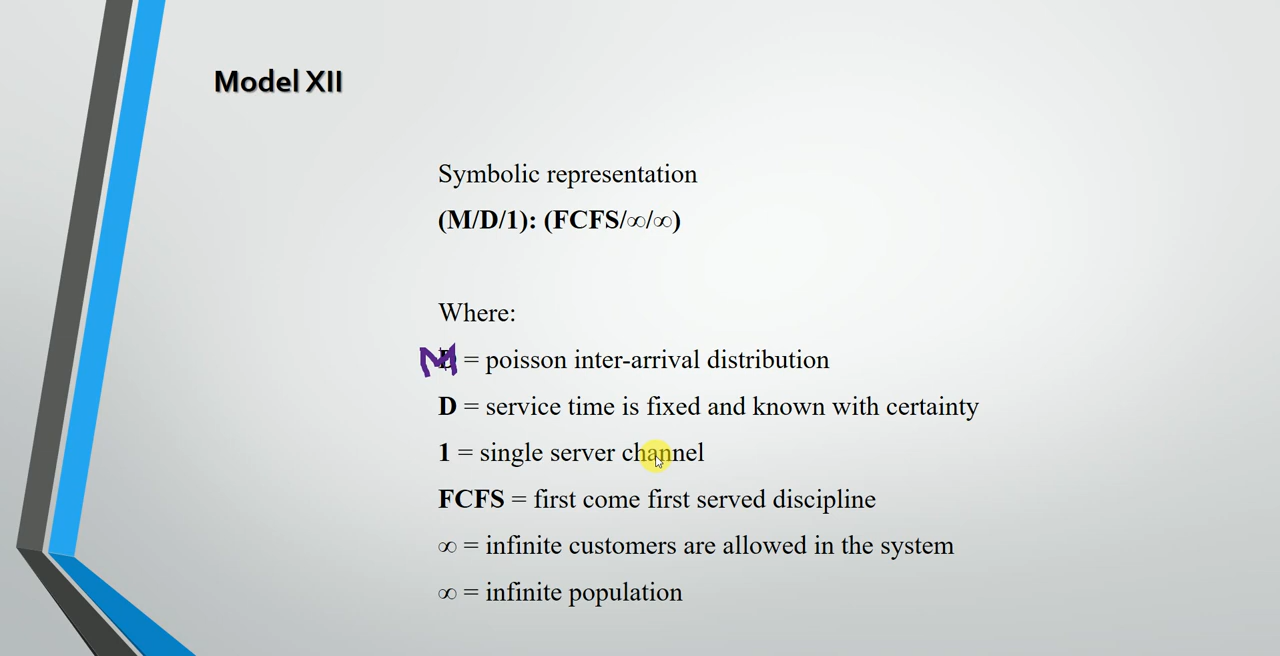 Model XII
Symbolic representation
(M/D/1): (FCFS/∞/∞)
Where:
M = poisson inter-arrival distribution
D = service time is fixed and known with certainty
1 = single server channel
FCFS = first come first served discipline
∞ = infinite customers are allowed in the system
∞ = infinite population